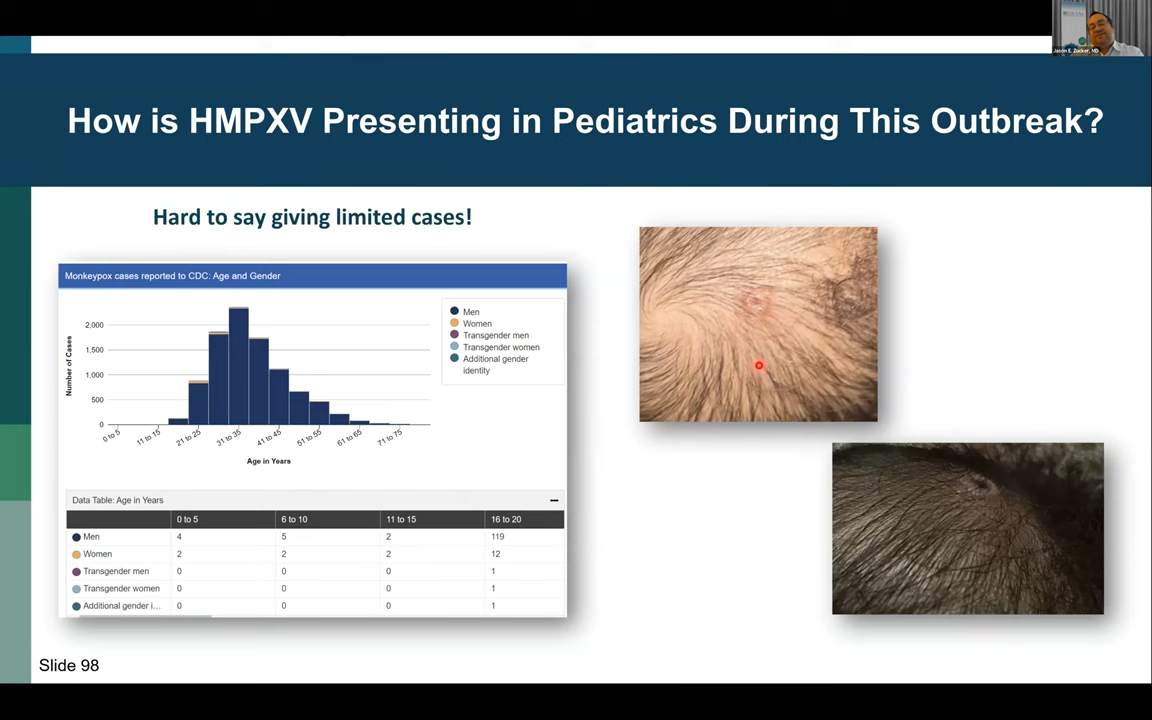 Jason E. Zucker, MD
How is HMPXV Presenting in Pediatrics During This Outbreak?
Hard to say giving limited cases!
Monkeypox cases reported to CDC: Age and Gender
Number of Cases
2,000
1,500
1,000
500
0
0 to 5
11 to 15
21 to 25
31 to 35
41 to 45
51 to 55
61 to 65
71 to 75
Age in Years
Men
Women
Transgender men
Transgender women
Additional gender
identity
Data Table: Age in Years
0 to 5 6 to 10 11 to 15 16 to 20
Men 4 5 2 119
Women 2 2 2 12
Transgender men 0 0 0 1
Transgender women 0 0 0 1
Additional gender i... 0 0 0 1
Slide 98